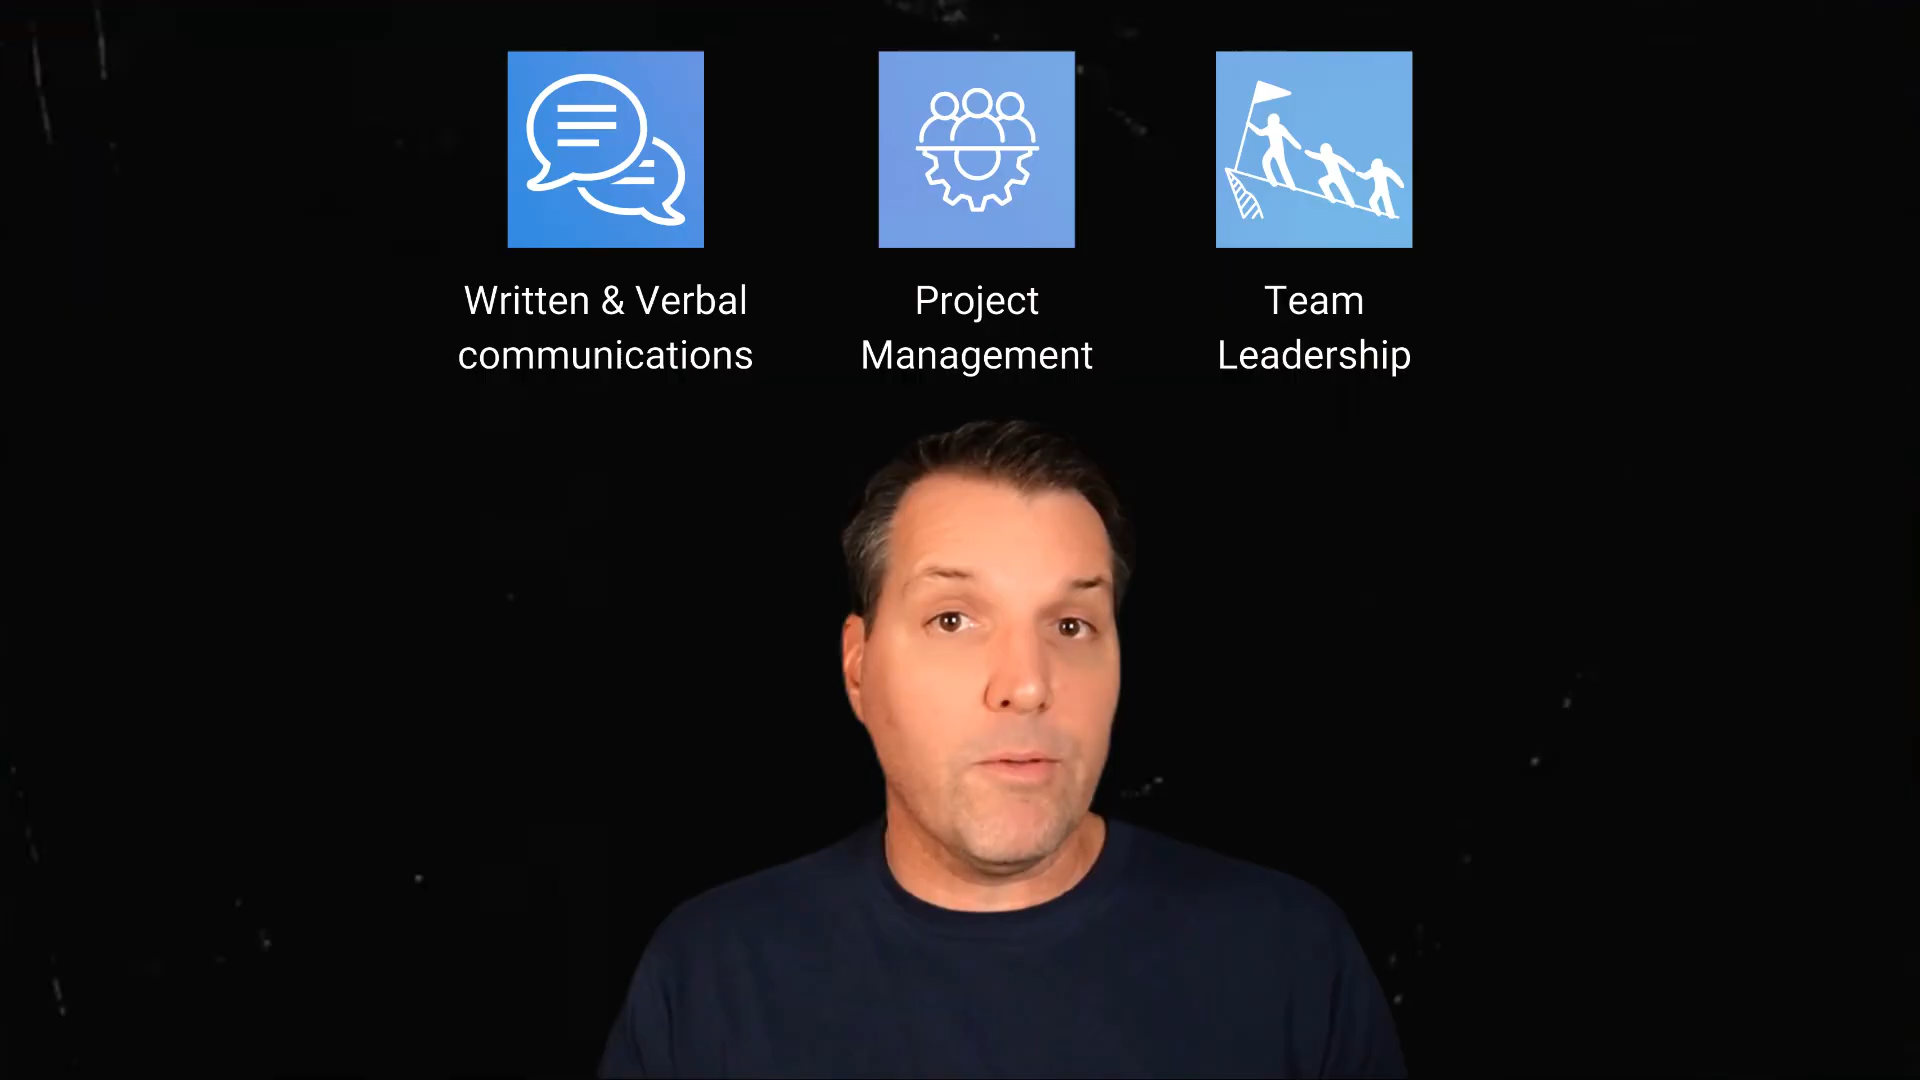 Written & Verbal
communications
Project
Management
Team
Leadership